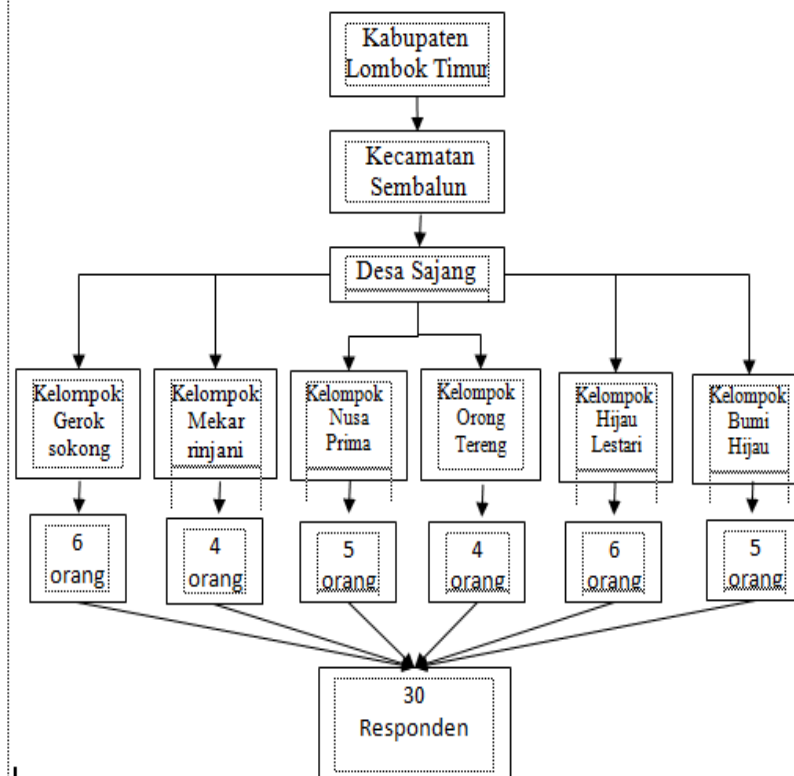 Kabupaten
Lombok Timur
Kecamatan
Sembalun
Desa Sajang
Kelompok
Gerok
sokong
Kelompok
Mekar
rinjani
Kelompok
Nusa
Prima
Kelompok
Orong
Tereng
Kelompok
Hijau
Lestari
Kelompok
Bumi
Hijau
6
orang
4
orang
5
orang
4
orang
6
orang
5
orang
30
Responden